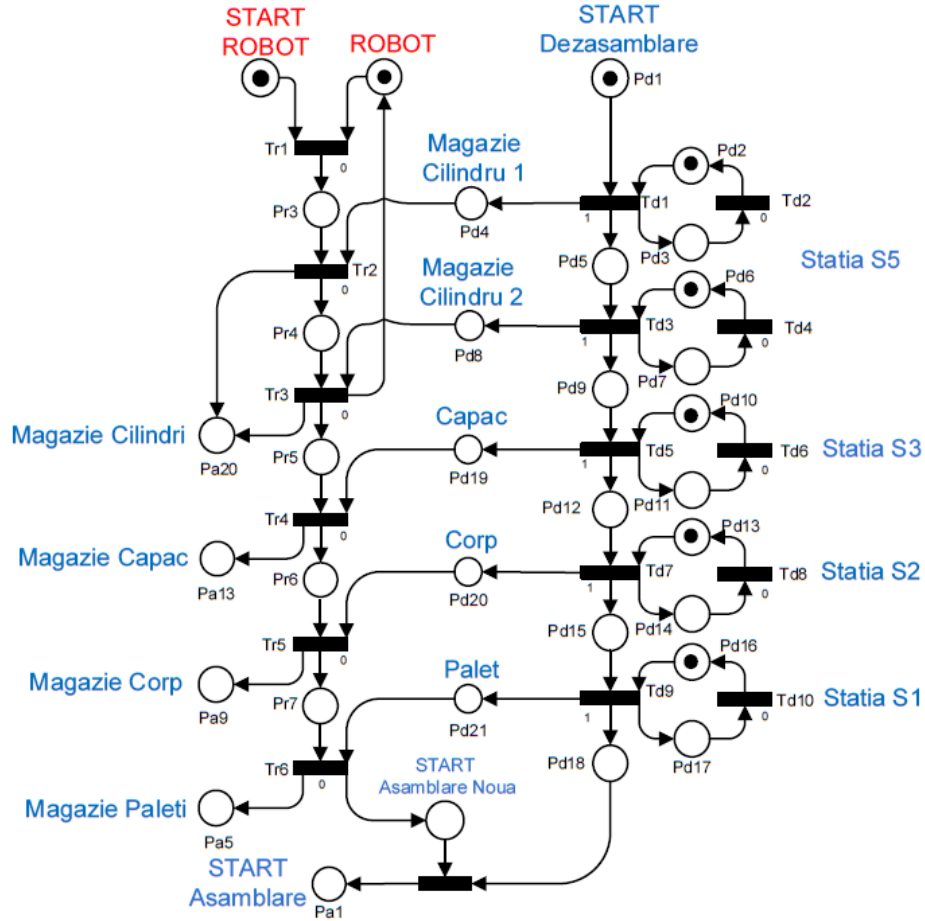 START
ROBOT
ROBOT
START
Dezasamblare
Pd1
Tr1
0
Magazie
Cilindru 1
Pd2
Pr3
Pd4
1
Td1
Td2
0
Pd5
Pd3
Statia S5
Tr2
0
Magazie
Cilindru 2
Pd6
Pr4
Pd8
1
Td3
Td4
0
Pd9
Pd7
Tr3
0
Magazie Cilindri
Pa20
Capac
Pd10
Pr5
Pd19
1
Td5
Td6
0
Statia S3
Pd12
Pd11
Tr4
0
Magazie Capac
Pa13
Corp
Pd13
Pr6
Pd20
1
Td7
Td8
0
Statia S2
Pd15
Pd14
Tr5
0
Magazie Corp
Pa9
Palet
Pd16
Pr7
Pd21
1
Td9
Td10
0
Statia S1
Pd18
Pd17
Tr6
0
START
Asamblare Noua
Magazie Paleti
Pa5
START
Asamblare
Pa1